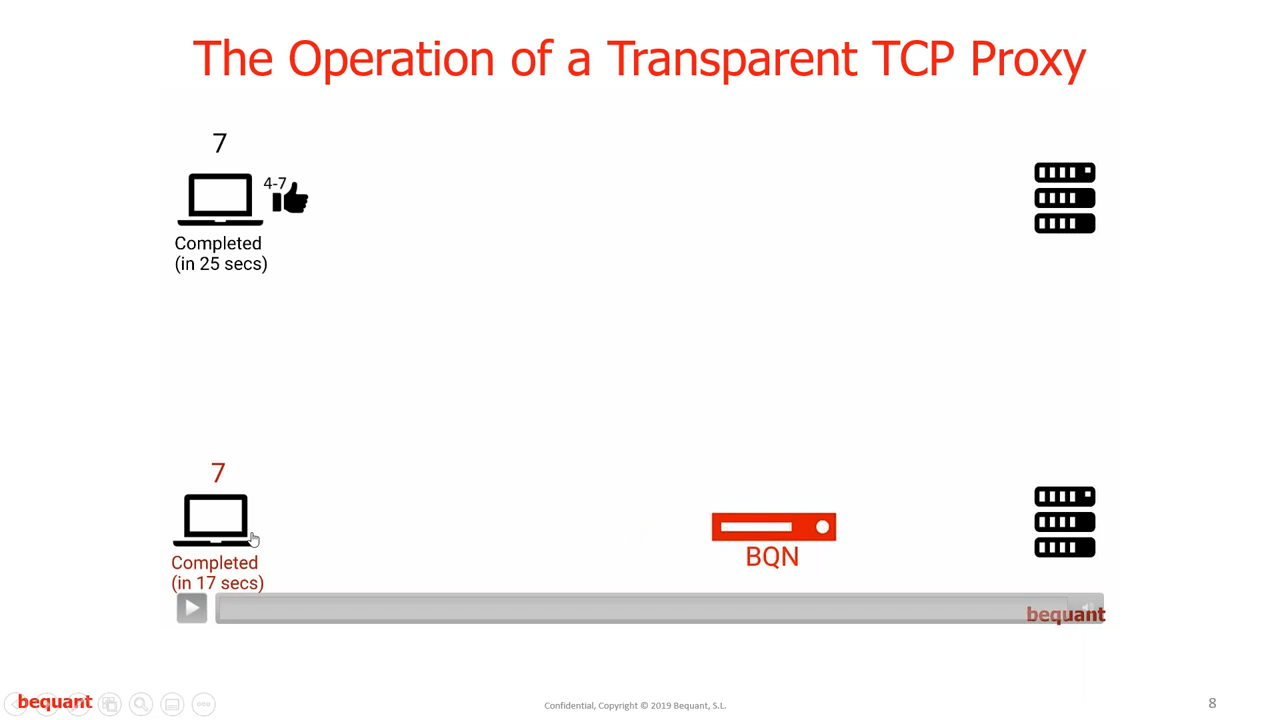 The Operation of a Transparent TCP Proxy
7
4-7
Completed
(in 25 secs)
7
Completed
(in 17 secs)
BQN
bequant
bequant
Confidential, Copyright © 2019 Bequant, S.L.
8